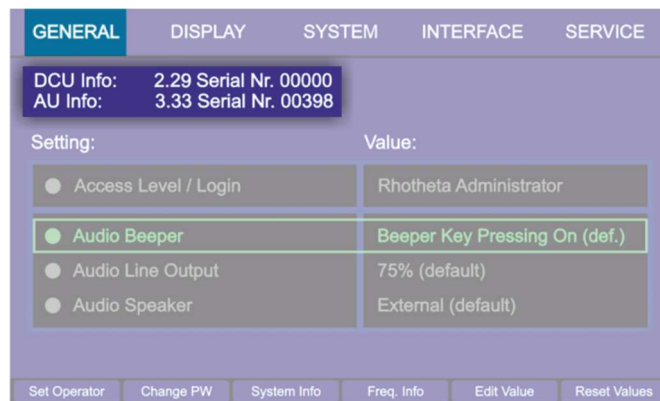 GENERAL DISPLAY SYSTEM INTERFACE SERVICE
DCU Info: 2.29 Serial Nr. 00000
AU Info: 3.33 Serial Nr. 00398
Setting: Value:
Access Level / Login Rhotheta Administrator
Audio Beeper Beeper Key Pressing On (def.)
Audio Line Output 75% (default)
Audio Speaker External (default)
Set Operator Change PW System Info Freq. Info Edit Value Reset Values